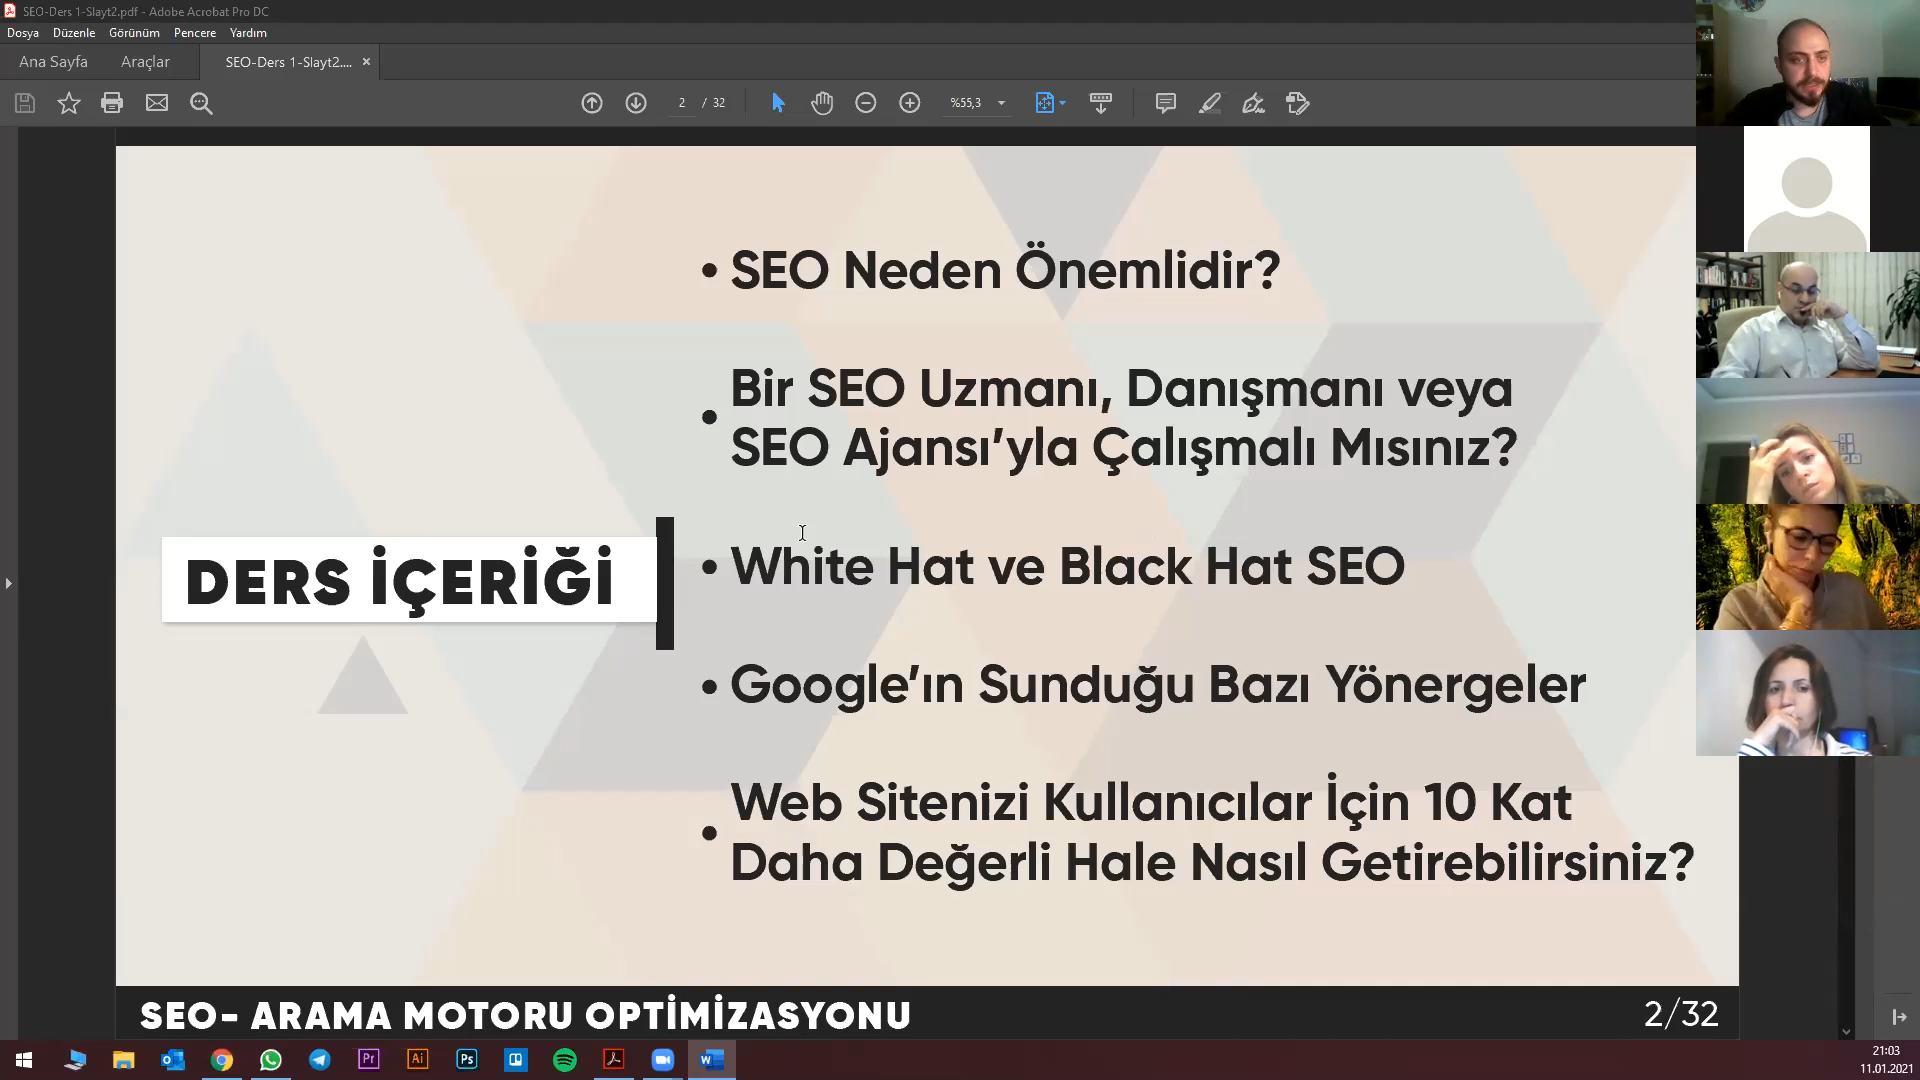 SEO-Ders 1-Slayt2.pdf - Adobe Acrobat Pro DC
Dosya Düzenle Görünüm Pencere Yardım
Ana Sayfa Araçlar SEO-Ders 1-Slayt2.... ×
2 / 32 %55,3
• SEO Neden Önemlidir?
• Bir SEO Uzmanı, Danışmanı veya
SEO Ajansı’yla Çalışmalı Mısınız?
DERS İÇERİĞİ
• White Hat ve Black Hat SEO
• Google’ın Sunduğu Bazı Yönergeler
• Web Sitenizi Kullanıcılar İçin 10 Kat
Daha Değerli Hale Nasıl Getirebilirsiniz?
SEO- ARAMA MOTORU OPTİMİZASYONU
2/32
Pr Ai Ps
21:03
11.01.2021